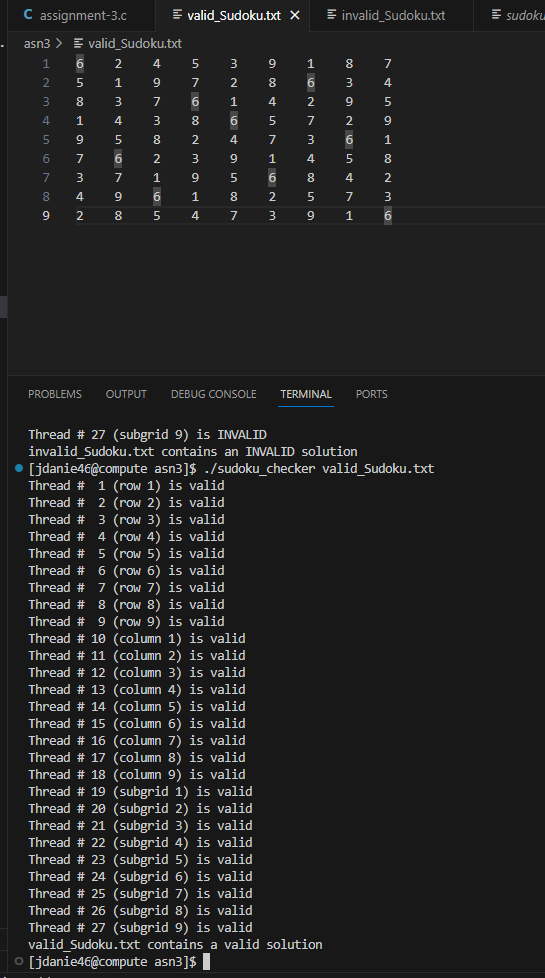 C assignment-3.c valid_Sudoku.txt × invalid_Sudoku.txt sudoku
asn3 > valid_Sudoku.txt
1 6 2 4 5 3 9 1 8 7
2 5 1 9 7 2 8 6 3 4
3 8 3 7 6 1 4 2 9 5
4 1 4 3 8 6 5 7 2 9
5 9 5 8 2 4 7 3 6 1
6 7 6 2 3 9 1 4 5 8
7 3 7 1 9 5 6 8 4 2
8 4 9 6 1 8 2 5 7 3
9 2 8 5 4 7 3 9 1 6
PROBLEMS OUTPUT DEBUG CONSOLE TERMINAL PORTS
Thread # 27 (subgrid 9) is INVALID
invalid_Sudoku.txt contains an INVALID solution
[jdanie46@compute asn3]$ ./sudoku_checker valid_Sudoku.txt
Thread #  1 (row 1) is valid
Thread #  2 (row 2) is valid
Thread #  3 (row 3) is valid
Thread #  4 (row 4) is valid
Thread #  5 (row 5) is valid
Thread #  6 (row 6) is valid
Thread #  7 (row 7) is valid
Thread #  8 (row 8) is valid
Thread #  9 (row 9) is valid
Thread # 10 (column 1) is valid
Thread # 11 (column 2) is valid
Thread # 12 (column 3) is valid
Thread # 13 (column 4) is valid
Thread # 14 (column 5) is valid
Thread # 15 (column 6) is valid
Thread # 16 (column 7) is valid
Thread # 17 (column 8) is valid
Thread # 18 (column 9) is valid
Thread # 19 (subgrid 1) is valid
Thread # 20 (subgrid 2) is valid
Thread # 21 (subgrid 3) is valid
Thread # 22 (subgrid 4) is valid
Thread # 23 (subgrid 5) is valid
Thread # 24 (subgrid 6) is valid
Thread # 25 (subgrid 7) is valid
Thread # 26 (subgrid 8) is valid
Thread # 27 (subgrid 9) is valid
valid_Sudoku.txt contains a valid solution
[jdanie46@compute asn3]$